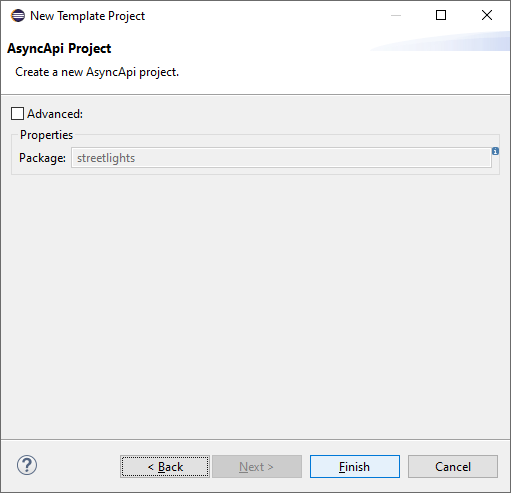 New Template Project
AsyncApi Project
Create a new AsyncApi project.
Advanced:
Properties
Package: streetlights
< Back Next > Finish Cancel